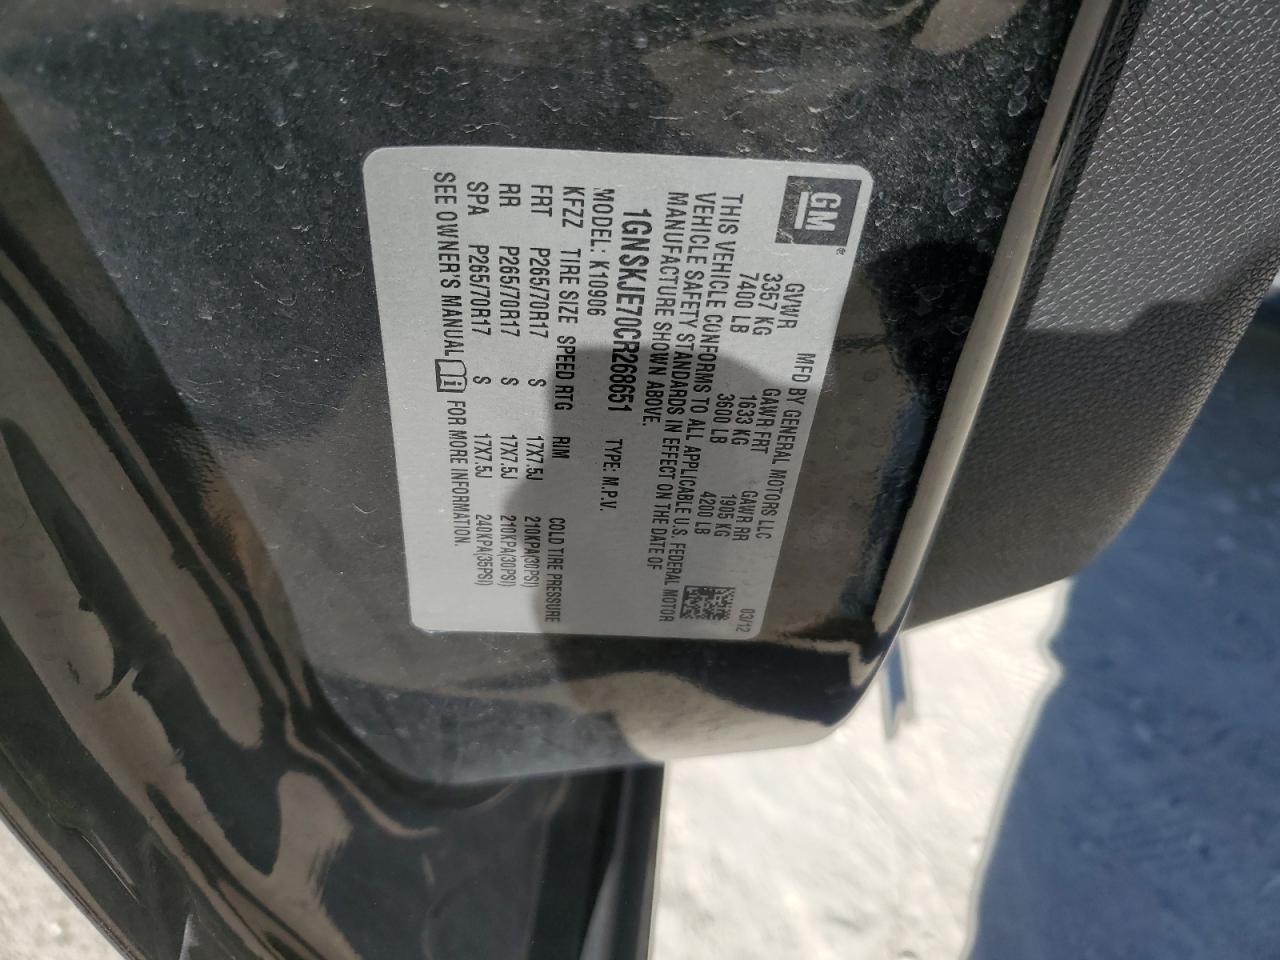 GM®
MFD BY GENERAL MOTORS LLC 03/12
GVWR GAWR FRT GAWR RR
3357 KG 1633 KG 1905 KG
7400 LB 3600 LB 4200 LB
THIS VEHICLE CONFORMS TO ALL APPLICABLE U.S. FEDERAL MOTOR
VEHICLE SAFETY STANDARDS IN EFFECT ON THE DATE OF
MANUFACTURE SHOWN ABOVE.
1GNSKJE70CR268651 TYPE: M.P.V.
MODEL: K10906
KFZZ TIRE SIZE SPEED RTG RIM COLD TIRE PRESSURE
FRT P265/70R17 S 17X7.5J 210KPA(30PSI)
RR P265/70R17 S 17X7.5J 210KPA(30PSI)
SPA P265/70R17 S 17X7.5J 240KPA(35PSI)
SEE OWNER'S MANUAL i FOR MORE INFORMATION.